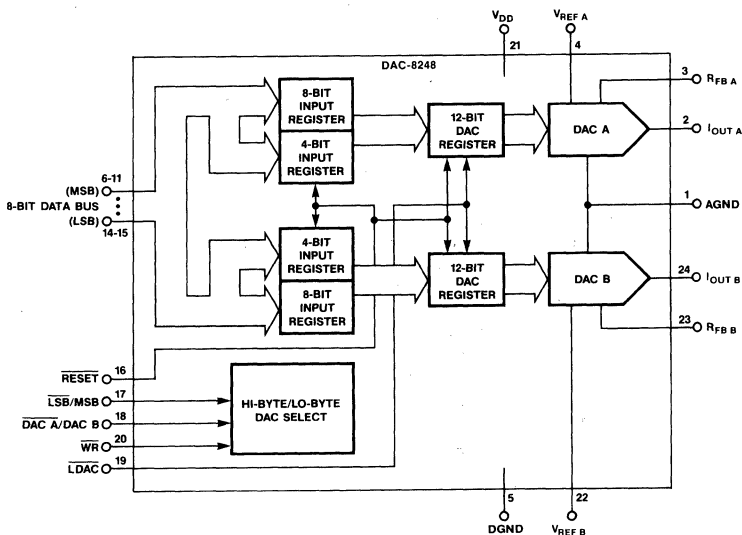 V_DD
V_REF A
21
4
DAC-8248
3
R_FB A
8-BIT
INPUT
REGISTER
12-BIT
DAC
REGISTER
DAC A
2
I_OUT A
4-BIT
INPUT
REGISTER
6-11
(MSB)
8-BIT DATA BUS
(LSB)
14-15
1
AGND
4-BIT
INPUT
REGISTER
12-BIT
DAC
REGISTER
DAC B
24
I_OUT B
8-BIT
INPUT
REGISTER
23
R_FB B
RESET
16
LSB/MSB
17
HI-BYTE/LO-BYTE
DAC SELECT
DAC A/DAC B
18
WR
20
LDAC
19
5
22
DGND
V_REF B